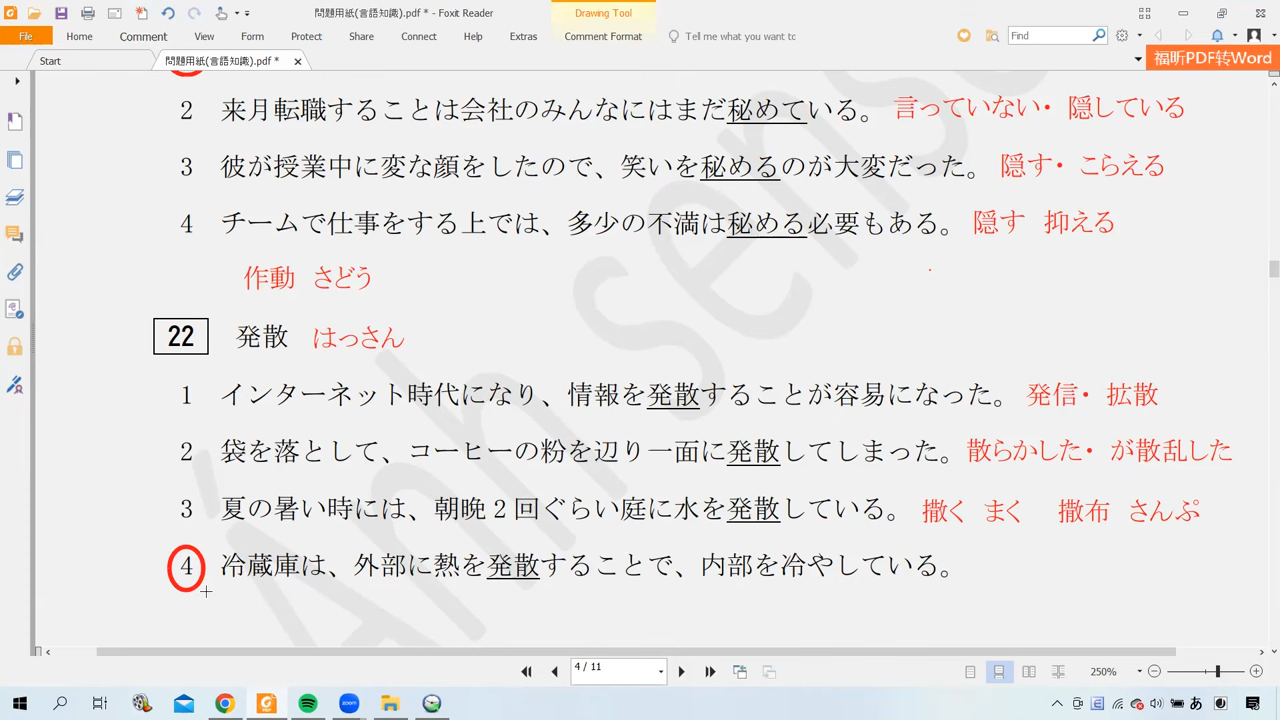 問題用紙(言語知識).pdf * - Foxit Reader
Drawing Tool
File Home Comment View Form Protect Share Connect Help Extras Comment Format Tell me what you want tc Find
Start 問題用紙(言語知識).pdf *
福昕PDF转Word
2 来月転職することは会社のみんなにはまだ秘めている。 言っていない・ 隠している
3 彼が授業中に変な顔をしたので、笑いを秘めるのが大変だった。 隠す・ こらえる
4 チームで仕事をする上では、多少の不満は秘める必要もある。 隠す 抑える
作動 さどう
22 発散 はっさん
1 インターネット時代になり、情報を発散することが容易になった。 発信・ 拡散
2 袋を落として、コーヒーの粉を辺り一面に発散してしまった。 散らかした・ が散乱した
3 夏の暑い時には、朝晩2回ぐらい庭に水を発散している。 撒く まく 撒布 さんぷ
4 冷蔵庫は、外部に熱を発散することで、内部を冷やしている。
Anh sensei
4 / 11
250%
zoom
あ